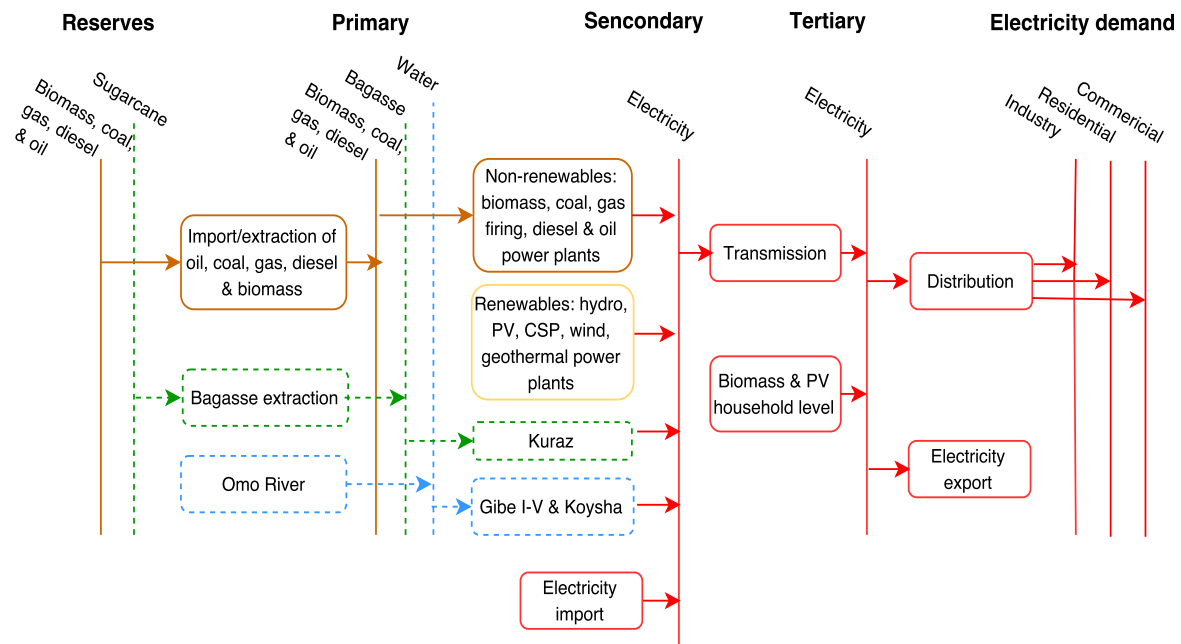 Reserves
Primary
Sencondary
Tertiary
Electricity demand
Biomass, coal,
gas, diesel
& oil
Sugarcane
Biomass, coal,
gas, diesel
& oil
Bagasse
Water
Electricity
Electricity
Industry
Residential
Commericial
Import/extraction of
oil, coal, gas, diesel
& biomass
Non-renewables:
biomass, coal, gas
firing, diesel & oil
power plants
Transmission
Distribution
Renewables: hydro,
PV, CSP, wind,
geothermal power
plants
Bagasse extraction
Biomass & PV
household level
Kuraz
Omo River
Gibe I-V & Koysha
Electricity
export
Electricity
import